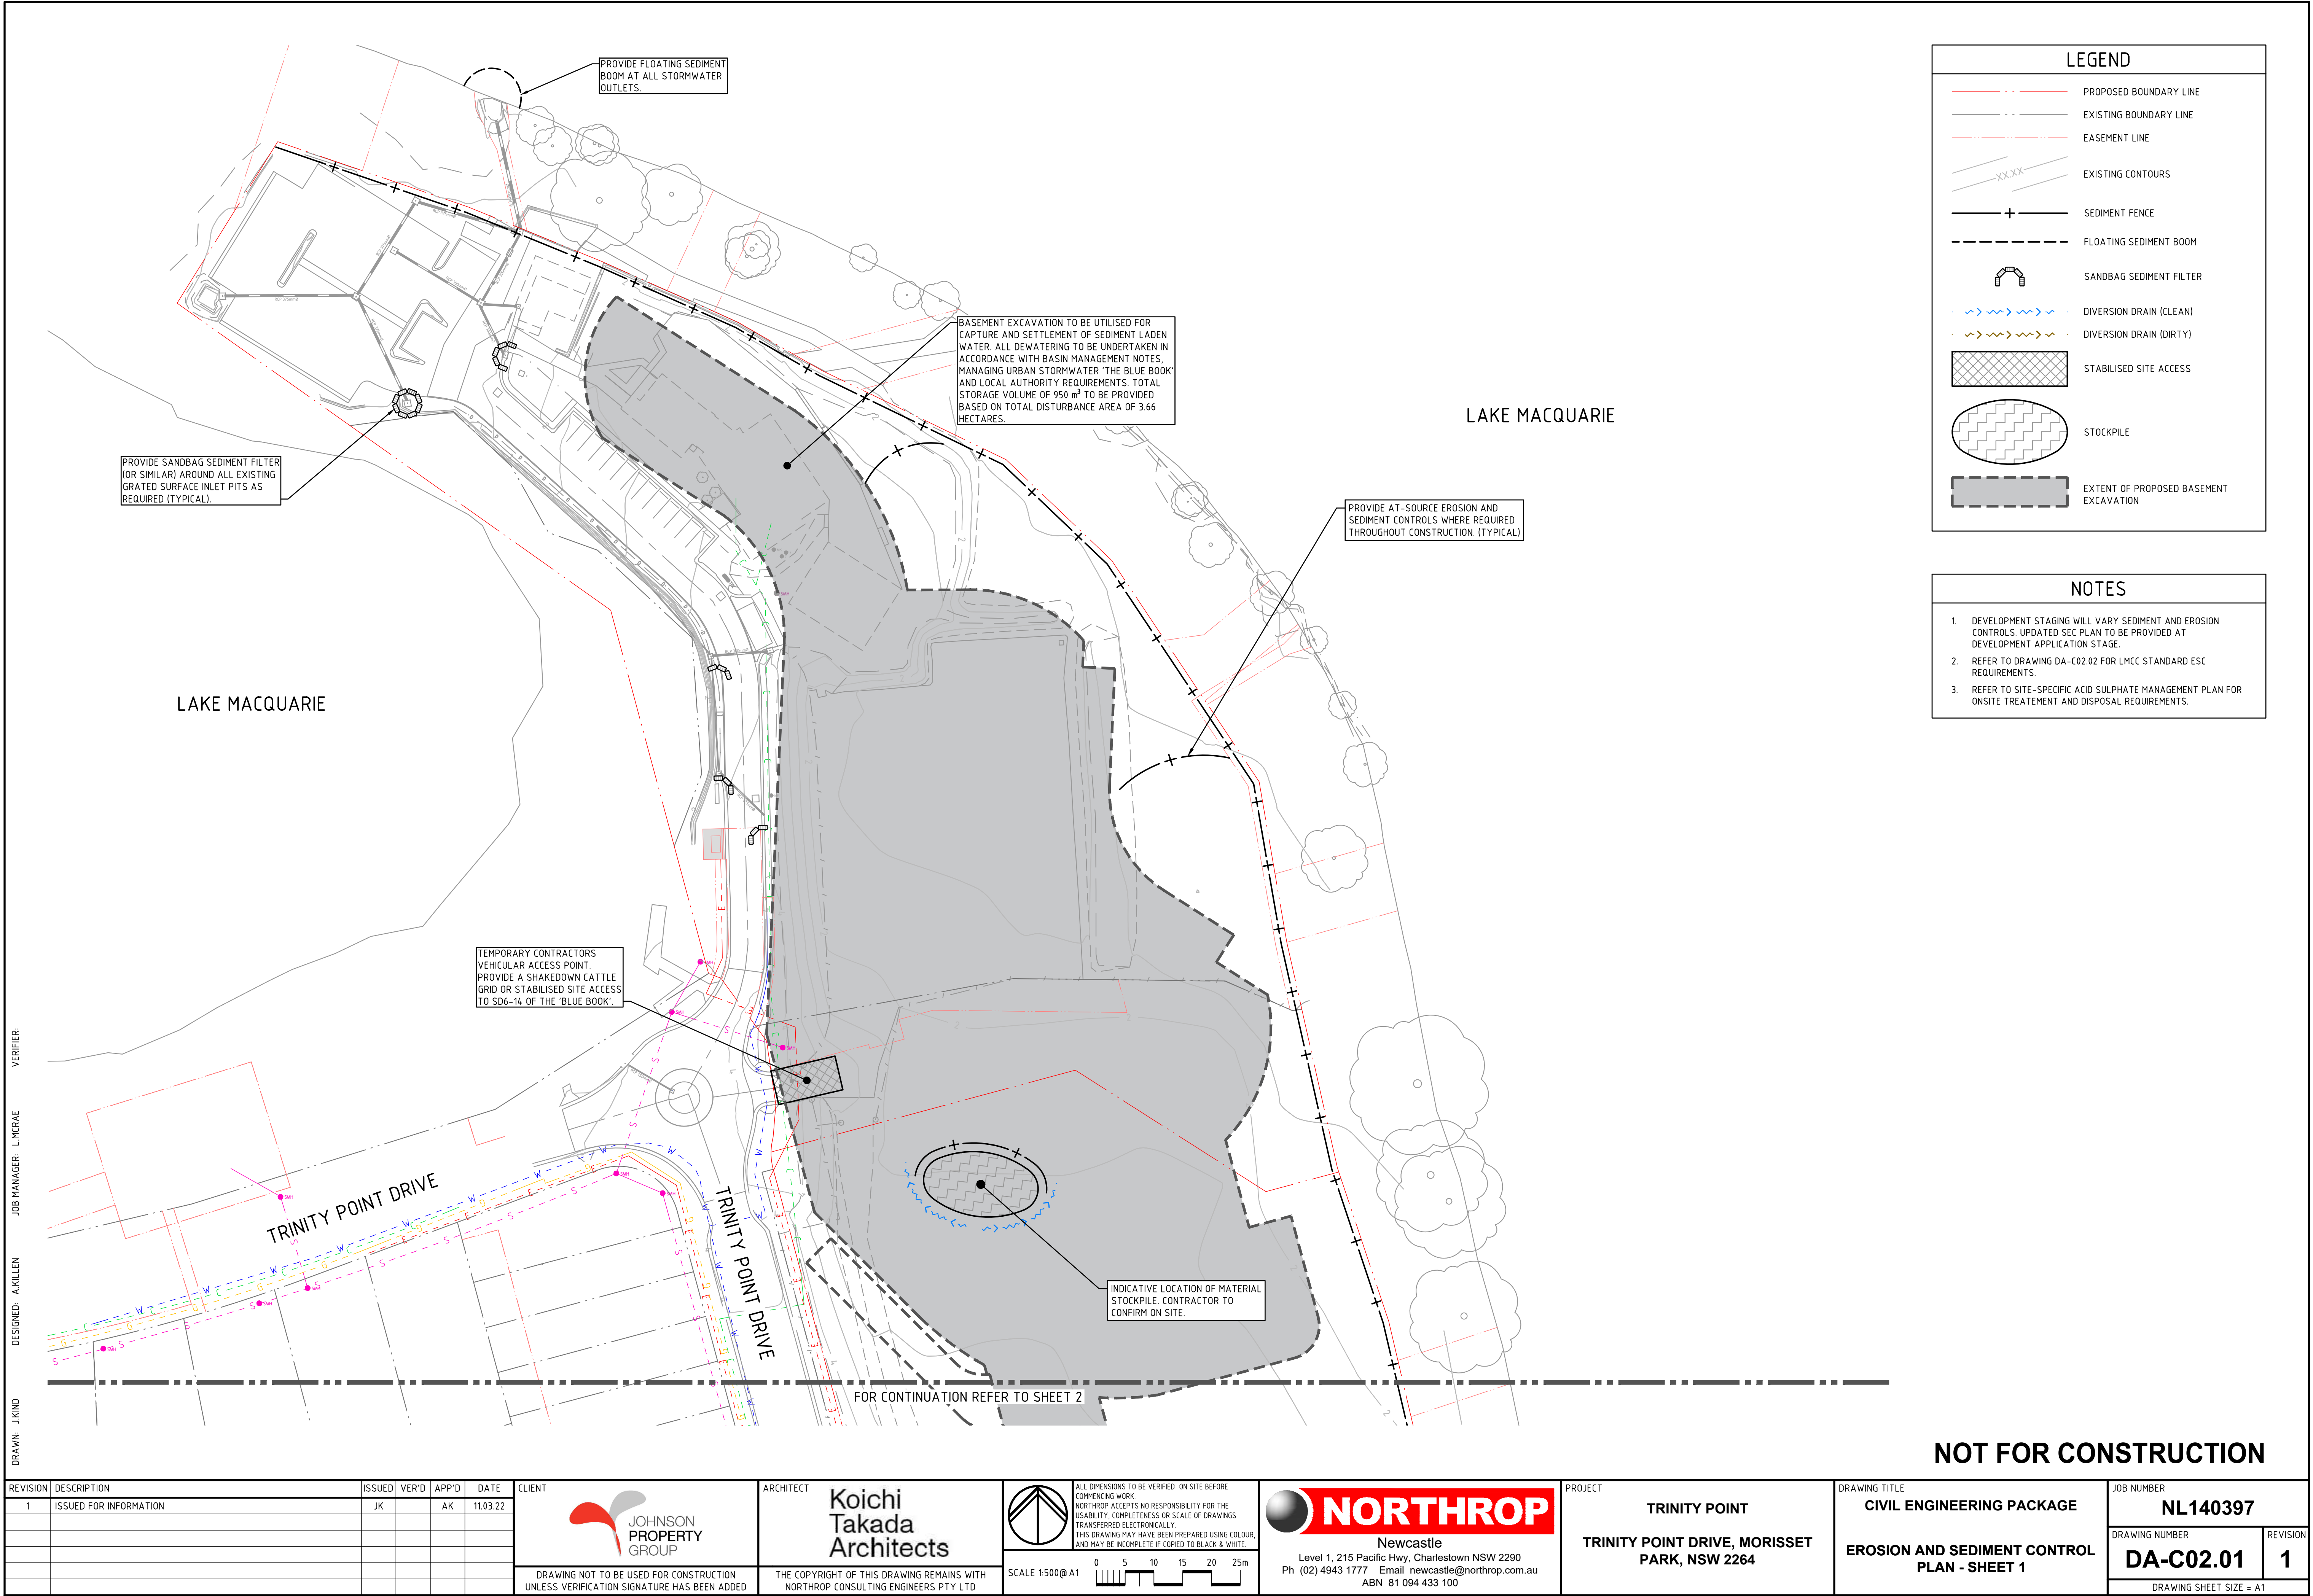 PROVIDE FLOATING SEDIMENT
BOOM AT ALL STORMWATER
OUTLETS.
BASEMENT EXCAVATION TO BE UTILISED FOR
CAPTURE AND SETTLEMENT OF SEDIMENT LADEN
WATER. ALL DEWATERING TO BE UNDERTAKEN IN
ACCORDANCE WITH BASIN MANAGEMENT NOTES,
MANAGING URBAN STORMWATER 'THE BLUE BOOK'
AND LOCAL AUTHORITY REQUIREMENTS. TOTAL
STORAGE VOLUME OF 950 m³ TO BE PROVIDED
BASED ON TOTAL DISTURBANCE AREA OF 3.66
HECTARES.
LAKE MACQUARIE
PROVIDE SANDBAG SEDIMENT FILTER
(OR SIMILAR) AROUND ALL EXISTING
GRATED SURFACE INLET PITS AS
REQUIRED (TYPICAL).
PROVIDE AT-SOURCE EROSION AND
SEDIMENT CONTROLS WHERE REQUIRED
THROUGHOUT CONSTRUCTION. (TYPICAL)
LAKE MACQUARIE
TEMPORARY CONTRACTORS
VEHICULAR ACCESS POINT.
PROVIDE A SHAKEDOWN CATTLE
GRID OR STABILISED SITE ACCESS
TO SD6-14 OF THE 'BLUE BOOK'.
TRINITY POINT DRIVE
TRINITY POINT DRIVE
INDICATIVE LOCATION OF MATERIAL
STOCKPILE. CONTRACTOR TO
CONFIRM ON SITE.
FOR CONTINUATION REFER TO SHEET 2
LEGEND
PROPOSED BOUNDARY LINE
EXISTING BOUNDARY LINE
EASEMENT LINE
XX.XX
EXISTING CONTOURS
SEDIMENT FENCE
FLOATING SEDIMENT BOOM
SANDBAG SEDIMENT FILTER
DIVERSION DRAIN (CLEAN)
DIVERSION DRAIN (DIRTY)
STABILISED SITE ACCESS
STOCKPILE
EXTENT OF PROPOSED BASEMENT
EXCAVATION
NOTES
1. DEVELOPMENT STAGING WILL VARY SEDIMENT AND EROSION
CONTROLS. UPDATED SEC PLAN TO BE PROVIDED AT
DEVELOPMENT APPLICATION STAGE.
2. REFER TO DRAWING DA-C02.02 FOR LMCC STANDARD ESC
REQUIREMENTS.
3. REFER TO SITE-SPECIFIC ACID SULPHATE MANAGEMENT PLAN FOR
ONSITE TREATEMENT AND DISPOSAL REQUIREMENTS.
NOT FOR CONSTRUCTION
VERIFIER:
JOB MANAGER: L.MCRAE
DESIGNED: A.KILLEN
DRAWN: J.KIND
REVISION DESCRIPTION ISSUED VER'D APP'D DATE
1 ISSUED FOR INFORMATION JK AK 11.03.22
CLIENT
JOHNSON
PROPERTY
GROUP
DRAWING NOT TO BE USED FOR CONSTRUCTION
UNLESS VERIFICATION SIGNATURE HAS BEEN ADDED
ARCHITECT
Koichi
Takada
Architects
THE COPYRIGHT OF THIS DRAWING REMAINS WITH
NORTHROP CONSULTING ENGINEERS PTY LTD
ALL DIMENSIONS TO BE VERIFIED ON SITE BEFORE
COMMENCING WORK.
NORTHROP ACCEPTS NO RESPONSIBILITY FOR THE
USABILITY, COMPLETENESS OR SCALE OF DRAWINGS
TRANSFERRED ELECTRONICALLY.
THIS DRAWING MAY HAVE BEEN PREPARED USING COLOUR,
AND MAY BE INCOMPLETE IF COPIED TO BLACK & WHITE.
SCALE 1:500@A1
0 5 10 15 20 25m
NORTHROP
Newcastle
Level 1, 215 Pacific Hwy, Charlestown NSW 2290
Ph (02) 4943 1777 Email newcastle@northrop.com.au
ABN 81 094 433 100
PROJECT
TRINITY POINT
TRINITY POINT DRIVE, MORISSET
PARK, NSW 2264
DRAWING TITLE
CIVIL ENGINEERING PACKAGE
EROSION AND SEDIMENT CONTROL
PLAN - SHEET 1
JOB NUMBER
NL140397
DRAWING NUMBER
DA-C02.01
REVISION
1
DRAWING SHEET SIZE = A1